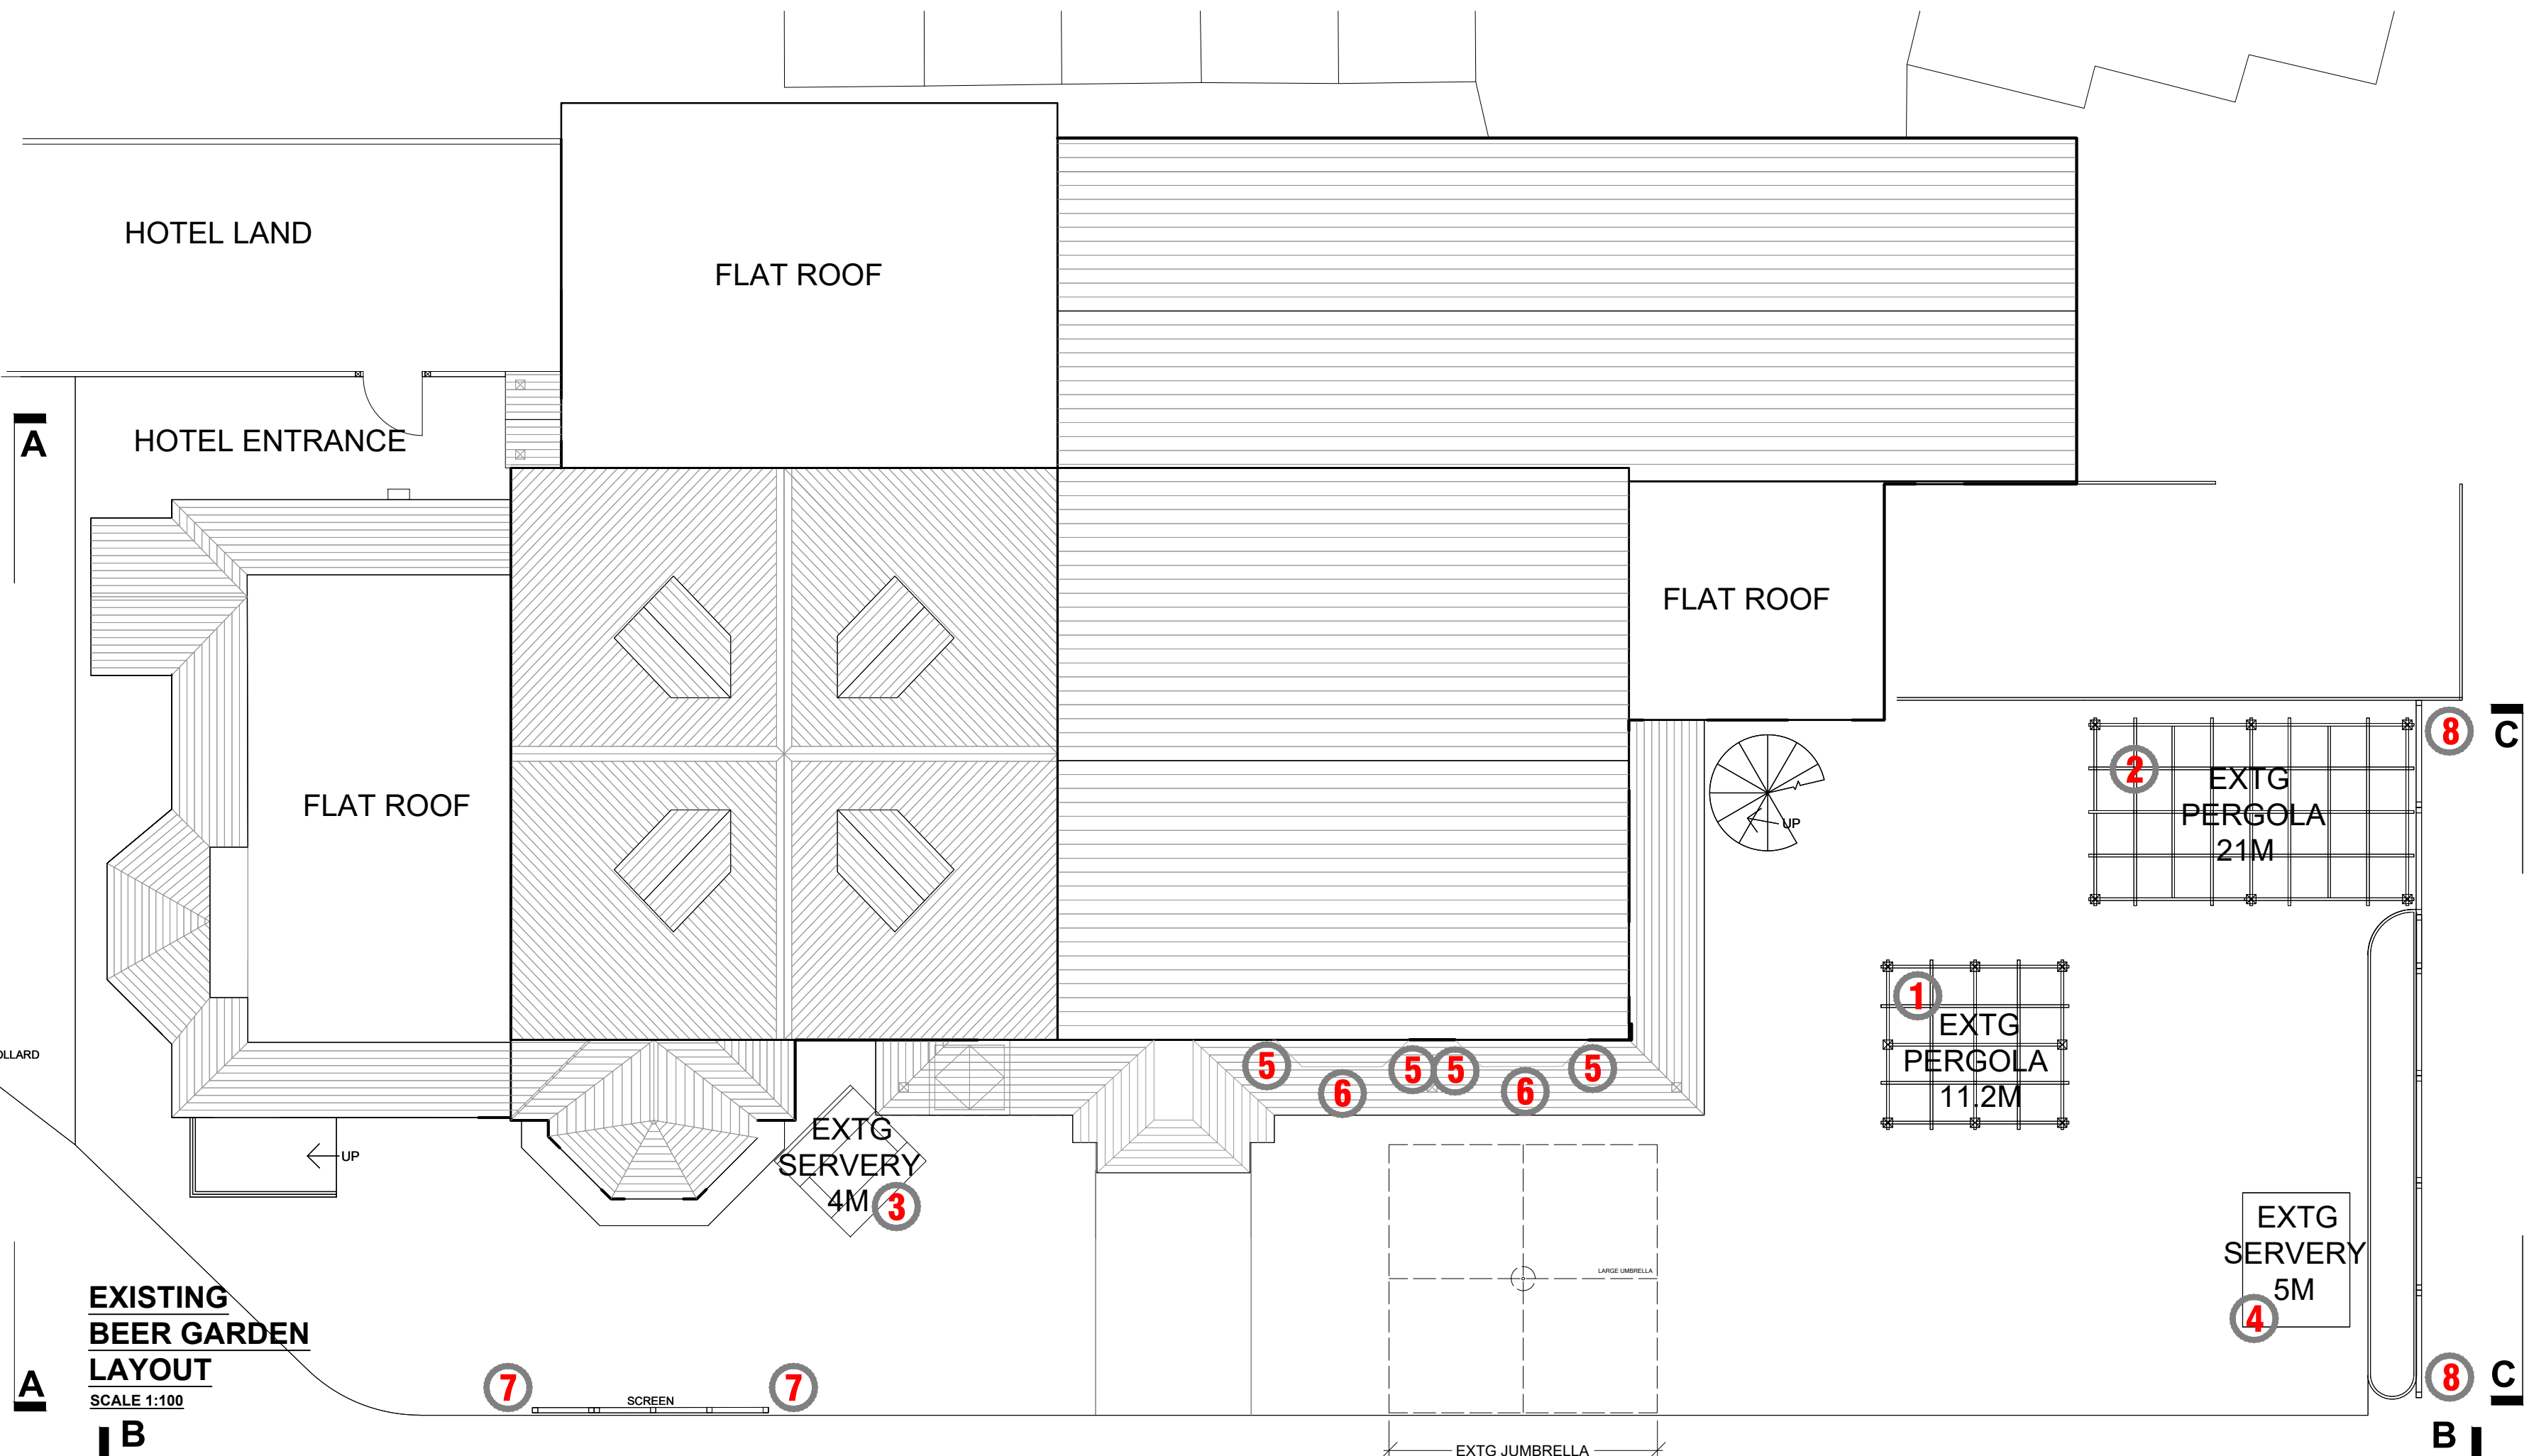 HOTEL LAND
FLAT ROOF
A
HOTEL ENTRANCE
FLAT ROOF
8
C
2
EXTG
PERGOLA
21M
FLAT ROOF
UP
1
EXTG
PERGOLA
11.2M
5
5
5
5
6
6
OLLARD
UP
EXTG
SERVERY
4M
3
EXTG
SERVERY
5M
4
LARGE UMBRELLA
EXISTING
BEER GARDEN
LAYOUT
SCALE 1:100
A
7
SCREEN
7
8
C
B
EXTG JUMBRELLA
B